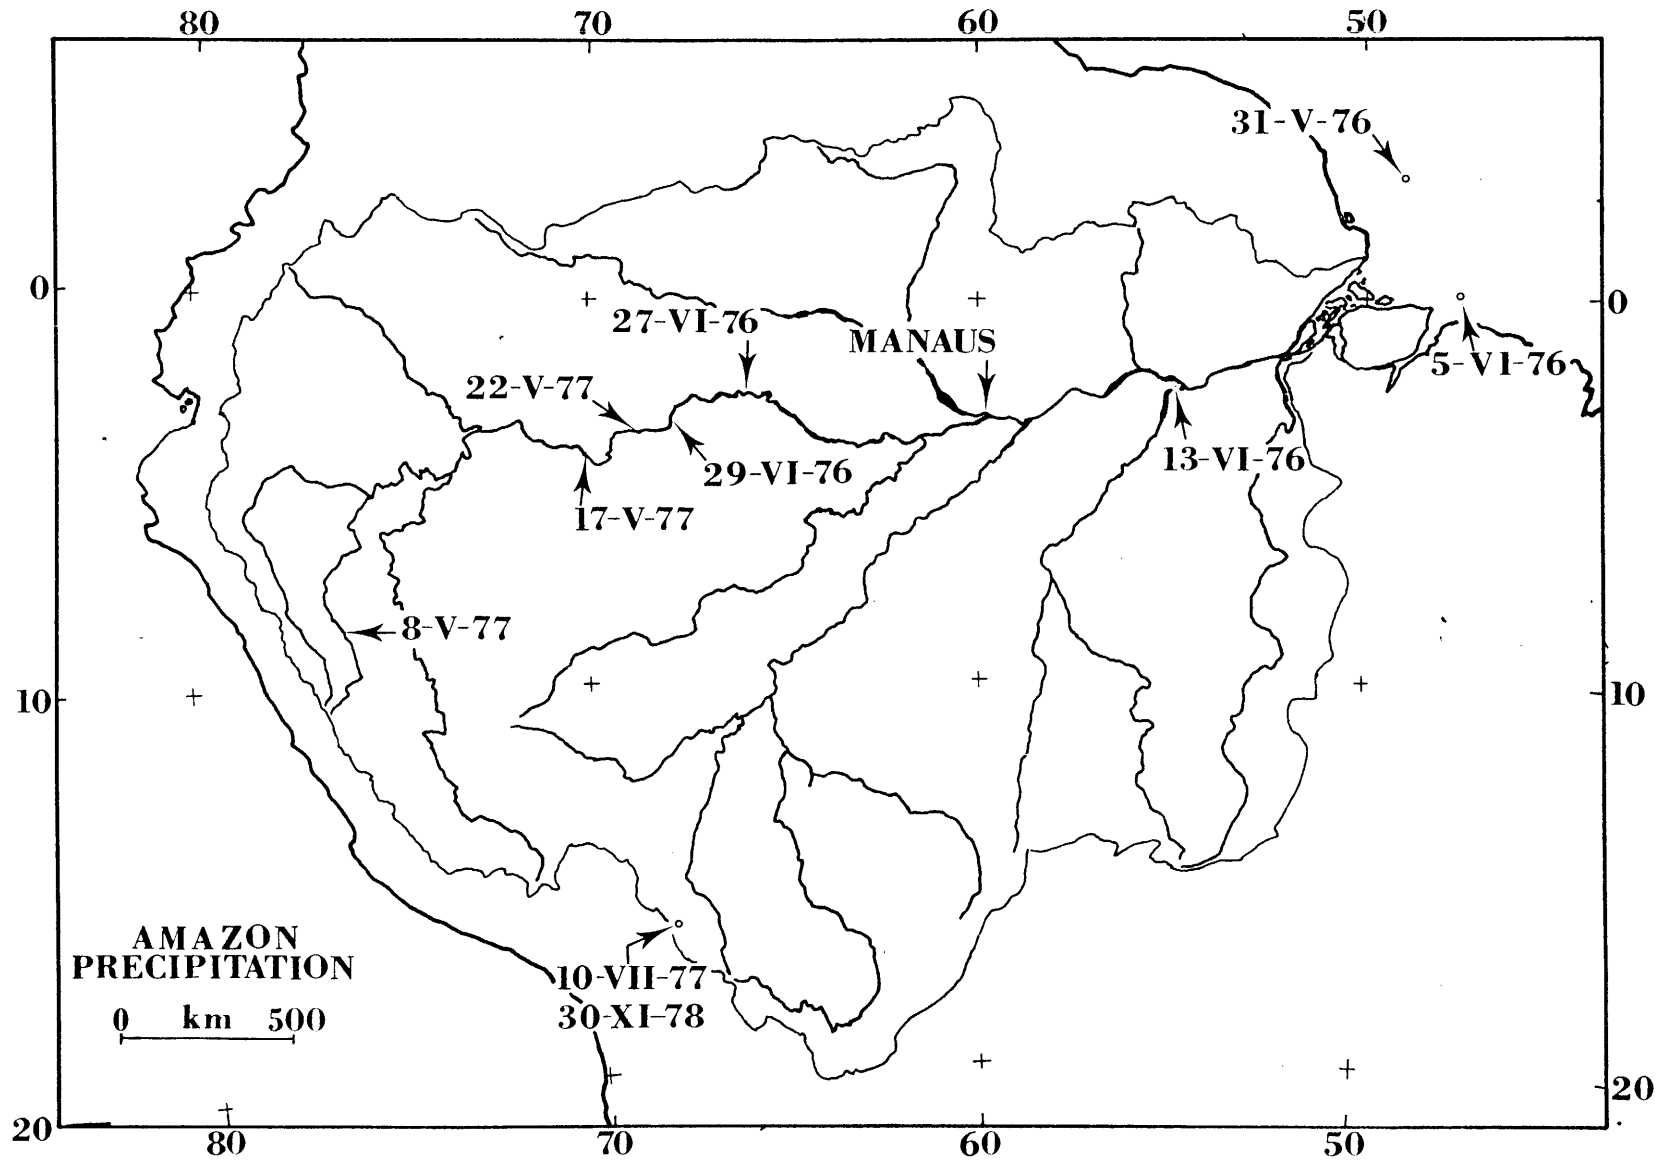 80 70 60 50
31-V-76
0
27-VI-76
MANAUS
0
22-V-77
5-VI-76
29-VI-76
13-VI-76
17-V-77
8-V-77
10
10
AMAZON
PRECIPITATION
10-VII-77
30-XI-78
0 km 500
20
20
80 70 60 50